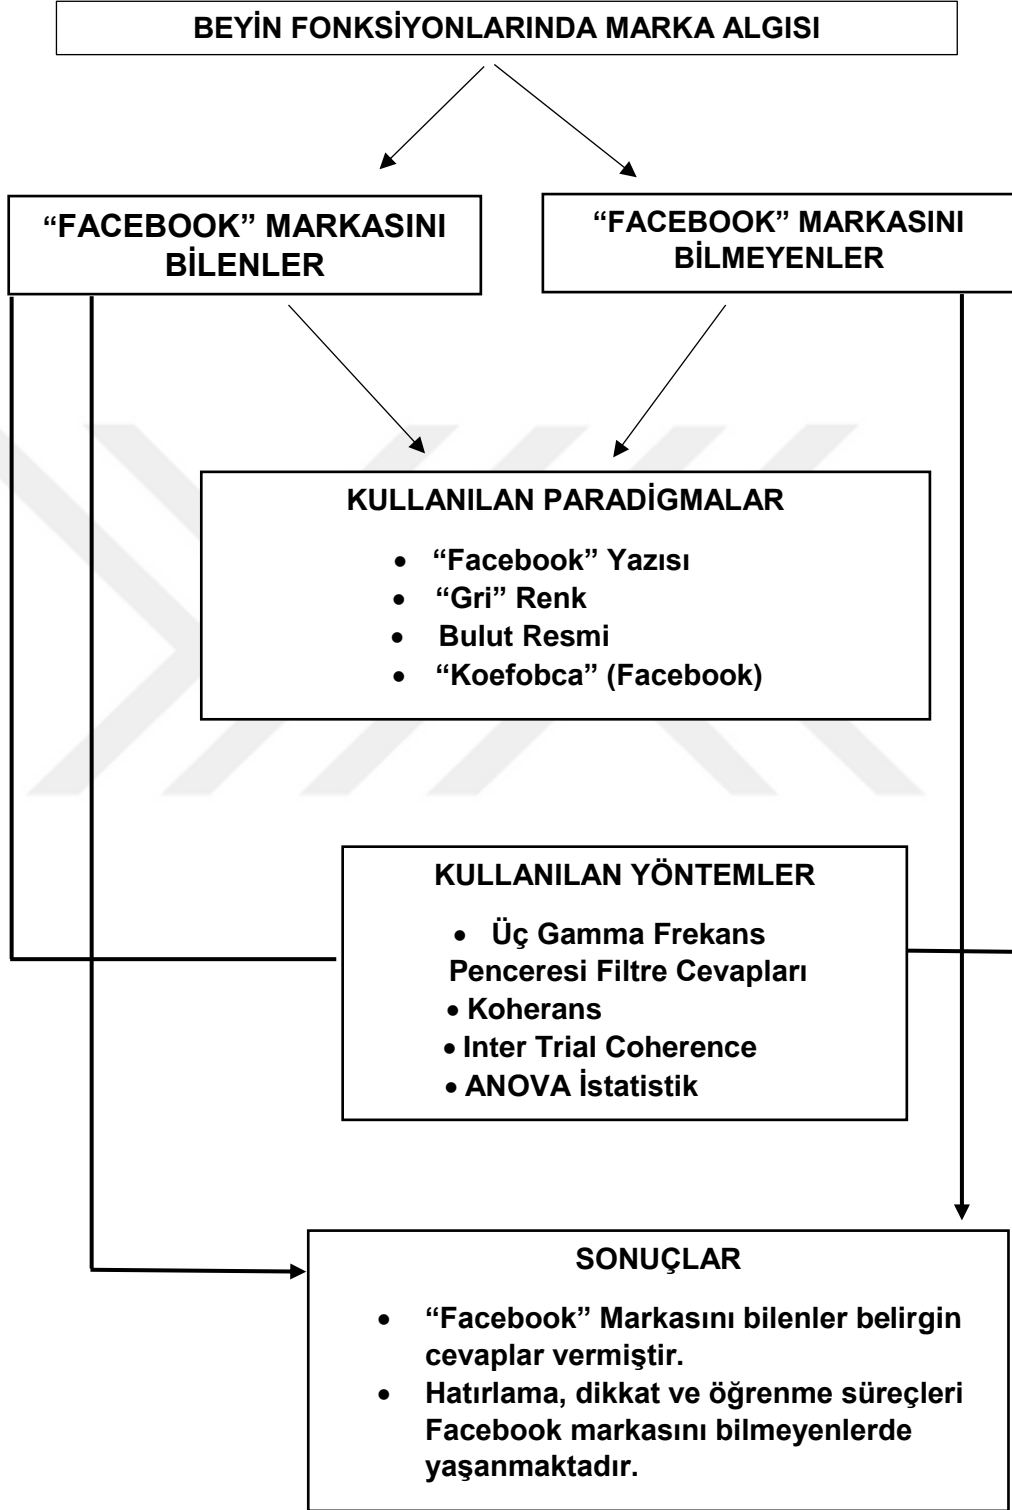 BEYİN FONKSİYONLARINDA MARKA ALGISI
“FACEBOOK” MARKASINI
BİLENLER
“FACEBOOK” MARKASINI
BİLMEYENLER
KULLANILAN PARADİGMALAR
• “Facebook” Yazısı
• “Gri” Renk
• Bulut Resmi
• “Koefobca” (Facebook)
KULLANILAN YÖNTEMLER
• Üç Gamma Frekans
Penceresi Filtre Cevapları
• Koherans
• Inter Trial Coherence
• ANOVA İstatistik
SONUÇLAR
• “Facebook” Markasını bilenler belirgin
cevaplar vermiştir.
• Hatırlama, dikkat ve öğrenme süreçleri
Facebook markasını bilmeyenlerde
yaşanmaktadır.